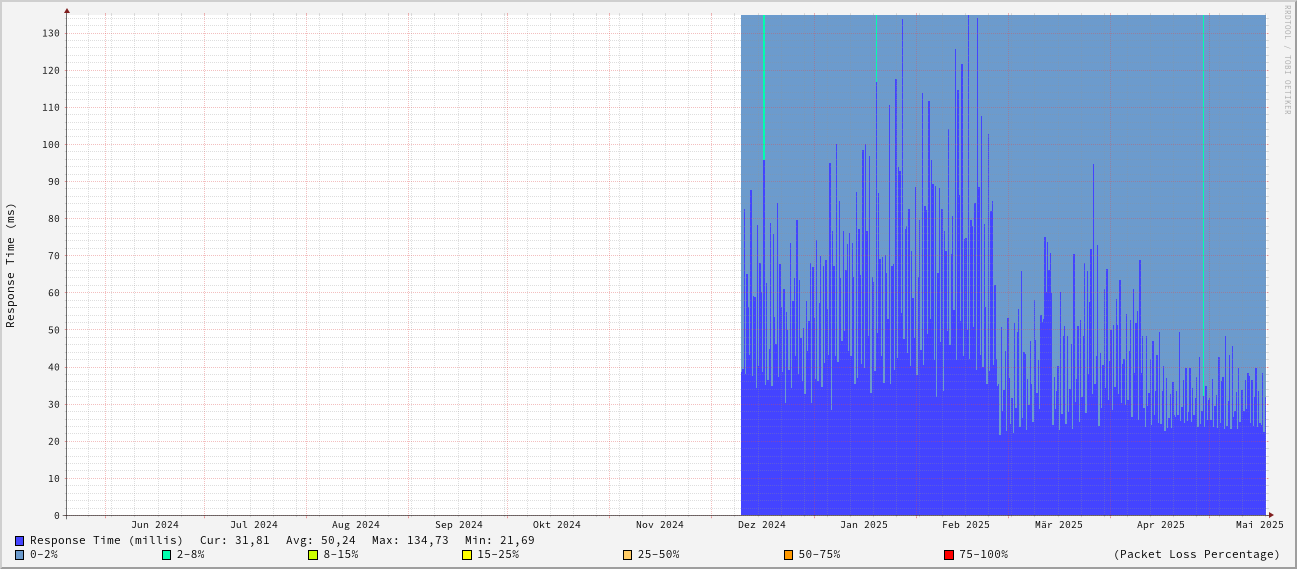 RRDTOOL / TOBI OETIKER
Response Time (ms)
130
120
110
100
90
80
70
60
50
40
30
20
10
0
Jun 2024 Jul 2024 Aug 2024 Sep 2024 Okt 2024 Nov 2024 Dez 2024 Jan 2025 Feb 2025 Mär 2025 Apr 2025 Mai 2025
Response Time (millis) Cur: 31,81 Avg: 50,24 Max: 134,73 Min: 21,69
0-2% 2-8% 8-15% 15-25% 25-50% 50-75% 75-100% (Packet Loss Percentage)